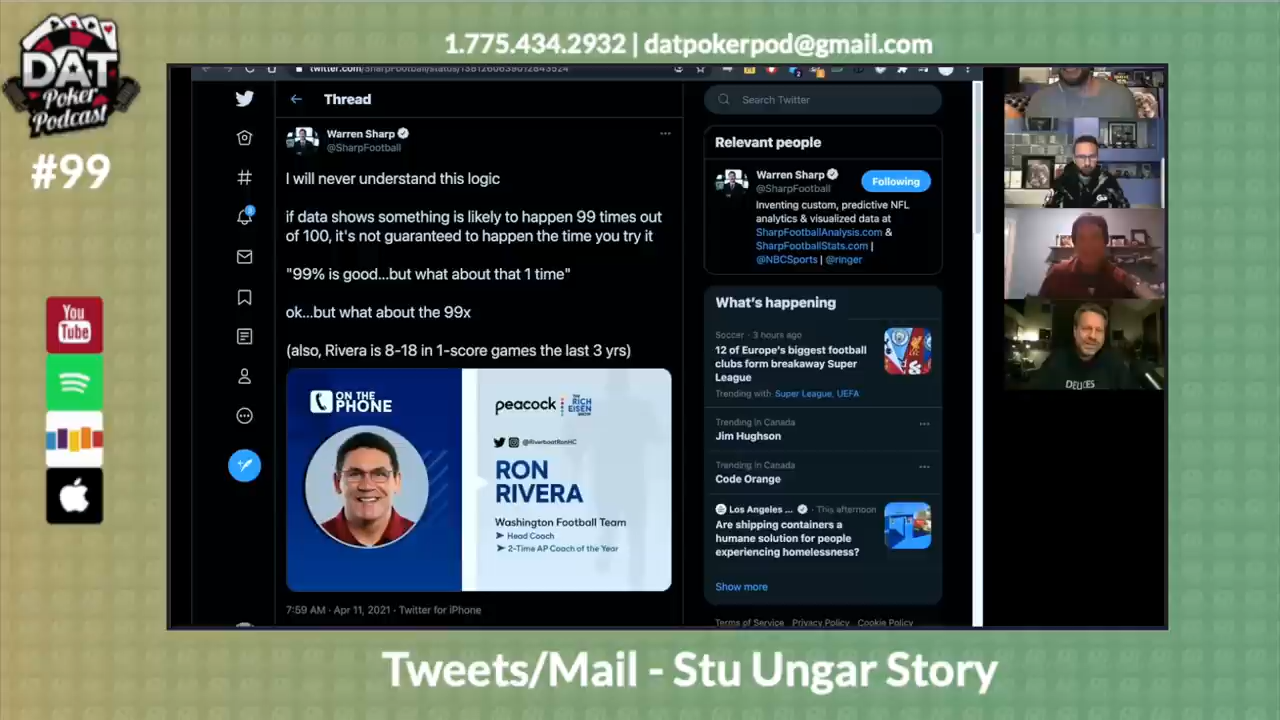 1.775.434.2932 | datpokerpod@gmail.com
DAT
Poker
Podcast
#99
You
Tube
Thread
Warren Sharp
@SharpFootball
I will never understand this logic
if data shows something is likely to happen 99 times out
of 100, it's not guaranteed to happen the time you try it
"99% is good...but what about that 1 time"
ok...but what about the 99x
(also, Rivera is 8-18 in 1-score games the last 3 yrs)
ON THE
PHONE
peacock
THE
RICH
EISEN
SHOW
@RiverboatRonHC
RON
RIVERA
Washington Football Team
Head Coach
2-Time AP Coach of the Year
7:59 AM · Apr 11, 2021 · Twitter for iPhone
Search Twitter
Relevant people
Warren Sharp
@SharpFootball
Following
Inventing custom, predictive NFL
analytics & visualized data at
SharpFootballAnalysis.com &
SharpFootballStats.com |
@NBCSports | @ringer
What's happening
Soccer · 3 hours ago
12 of Europe's biggest football
clubs form breakaway Super
League
Trending with Super League, UEFA
Trending in Canada
Jim Hughson
Trending in Canada
Code Orange
Los Angeles ... · This afternoon
Are shipping containers a
humane solution for people
experiencing homelessness?
Show more
Terms of Service Privacy Policy Cookie Policy
DEUCES
Tweets/Mail - Stu Ungar Story